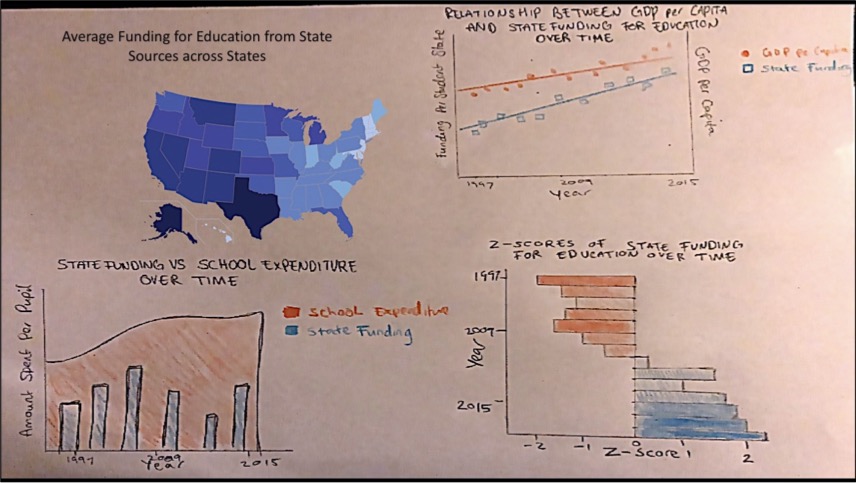 Average Funding for Education from State
Sources across States
RELATIONSHIP BETWEEN GDP per CAPITA
AND STATE FUNDING FOR EDUCATION
OVER TIME
Funding Per Student State
GDP per Capita
GDP per Capita
State Funding
1997
2009
2015
Year
STATE FUNDING VS SCHOOL EXPENDITURE
OVER TIME
Amount Spent Per Pupil
School Expenditure
State Funding
1997
2009
2015
Year
Z-SCORES OF STATE FUNDING
FOR EDUCATION OVER TIME
1997
2009
2015
Year
-2
-1
0
1
2
Z-Score